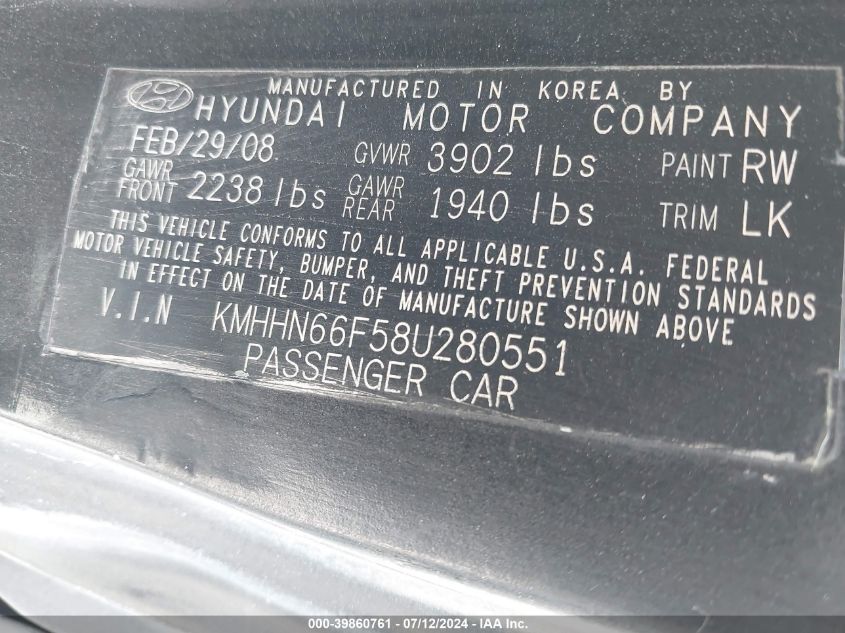 MANUFACTURED IN KOREA BY
HYUNDAI MOTOR COMPANY
FEB/29/08 GVWR 3902 lbs PAINT RW
GAWR FRONT 2238 lbs GAWR REAR 1940 lbs TRIM LK
THIS VEHICLE CONFORMS TO ALL APPLICABLE U.S.A. FEDERAL
MOTOR VEHICLE SAFETY, BUMPER, AND THEFT PREVENTION STANDARDS
IN EFFECT ON THE DATE OF MANUFACTURE SHOWN ABOVE
V.I.N KMHHN66F58U280551
PASSENGER CAR
000-39860761 - 07/12/2024 - IAA Inc.